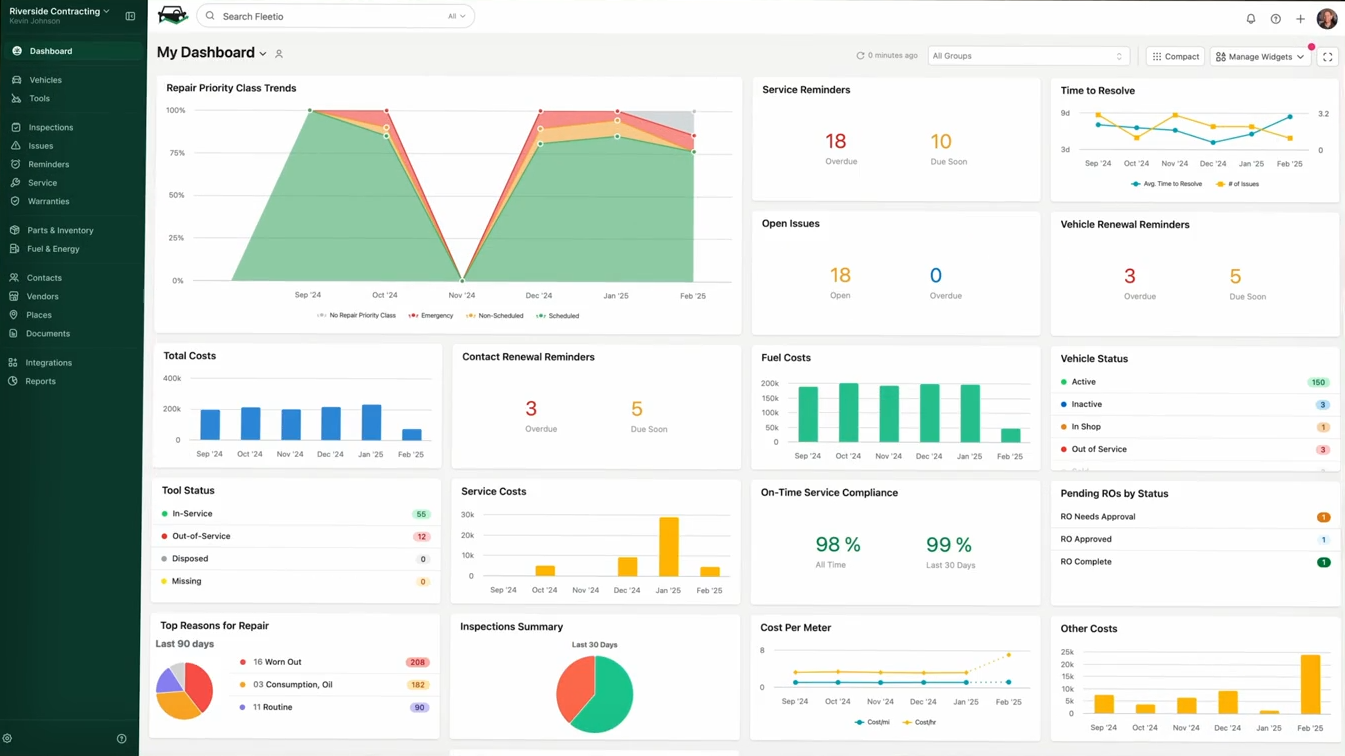 Riverside Contracting
Kevin Johnson
Search Fleetio
All
Dashboard
Vehicles
Tools
Inspections
Issues
Reminders
Service
Warranties
Parts & Inventory
Fuel & Energy
Contacts
Vendors
Places
Documents
Integrations
Reports
My Dashboard
0 minutes ago
All Groups
Compact
Manage Widgets
Repair Priority Class Trends
100%
75%
50%
25%
0%
Sep '24 Oct '24 Nov '24 Dec '24 Jan '25 Feb '25
No Repair Priority Class Emergency Non-Scheduled Scheduled
Service Reminders
18 10
Overdue Due Soon
Time to Resolve
9d 3.2
3d 0
Sep '24 Oct '24 Nov '24 Dec '24 Jan '25 Feb '25
Avg. Time to Resolve # of Issues
Open Issues
18 0
Open Overdue
Vehicle Renewal Reminders
3 5
Overdue Due Soon
Total Costs
400k
200k
0
Sep '24 Oct '24 Nov '24 Dec '24 Jan '25 Feb '25
Contact Renewal Reminders
3 5
Overdue Due Soon
Fuel Costs
200k
150k
100k
50k
0
Sep '24 Oct '24 Nov '24 Dec '24 Jan '25 Feb '25
Vehicle Status
Active 150
Inactive 3
In Shop 1
Out of Service 3
Tool Status
In-Service 55
Out-of-Service 12
Disposed 0
Missing 0
Service Costs
30k
20k
10k
0
Sep '24 Oct '24 Nov '24 Dec '24 Jan '25 Feb '25
On-Time Service Compliance
98 % 99 %
All Time Last 30 Days
Pending ROs by Status
RO Needs Approval 1
RO Approved 1
RO Complete 1
Top Reasons for Repair
Last 90 days
16 Worn Out 208
03 Consumption, Oil 182
11 Routine 90
Inspections Summary
Last 30 Days
Cost Per Meter
8
0
Sep '24 Oct '24 Nov '24 Dec '24 Jan '25 Feb '25
Cost/mi Cost/hr
Other Costs
25k
20k
15k
10k
5k
0
Sep '24 Oct '24 Nov '24 Dec '24 Jan '25 Feb '25